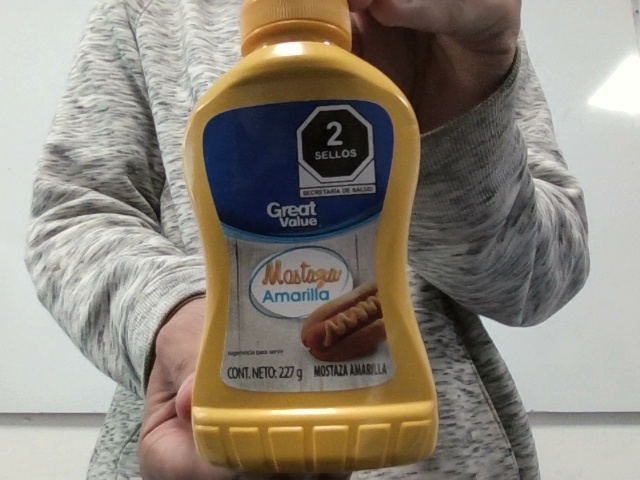 2
SELLOS
SECRETARÍA DE SALUD
Great
Value
Mostaza
Amarilla
sugerencia para servir
CONT. NETO: 227 g MOSTAZA AMARILLA